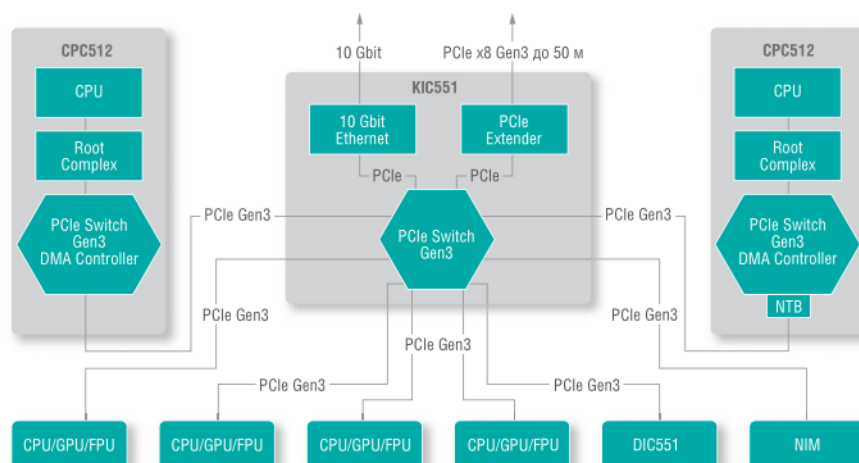 10 Gbit
PCIe x8 Gen3 до 50 м
CPC512
CPU
Root
Complex
PCIe Switch
Gen3
DMA Controller
KIC551
10 Gbit
Ethernet
PCIe
Extender
PCIe
PCIe
PCIe Switch
Gen3
CPC512
CPU
Root
Complex
PCIe Switch
Gen3
DMA Controller
NTB
PCIe Gen3
PCIe Gen3
PCIe Gen3
PCIe Gen3
PCIe Gen3
PCIe Gen3
PCIe Gen3
CPU/GPU/FPU
CPU/GPU/FPU
CPU/GPU/FPU
CPU/GPU/FPU
DIC551
NIM